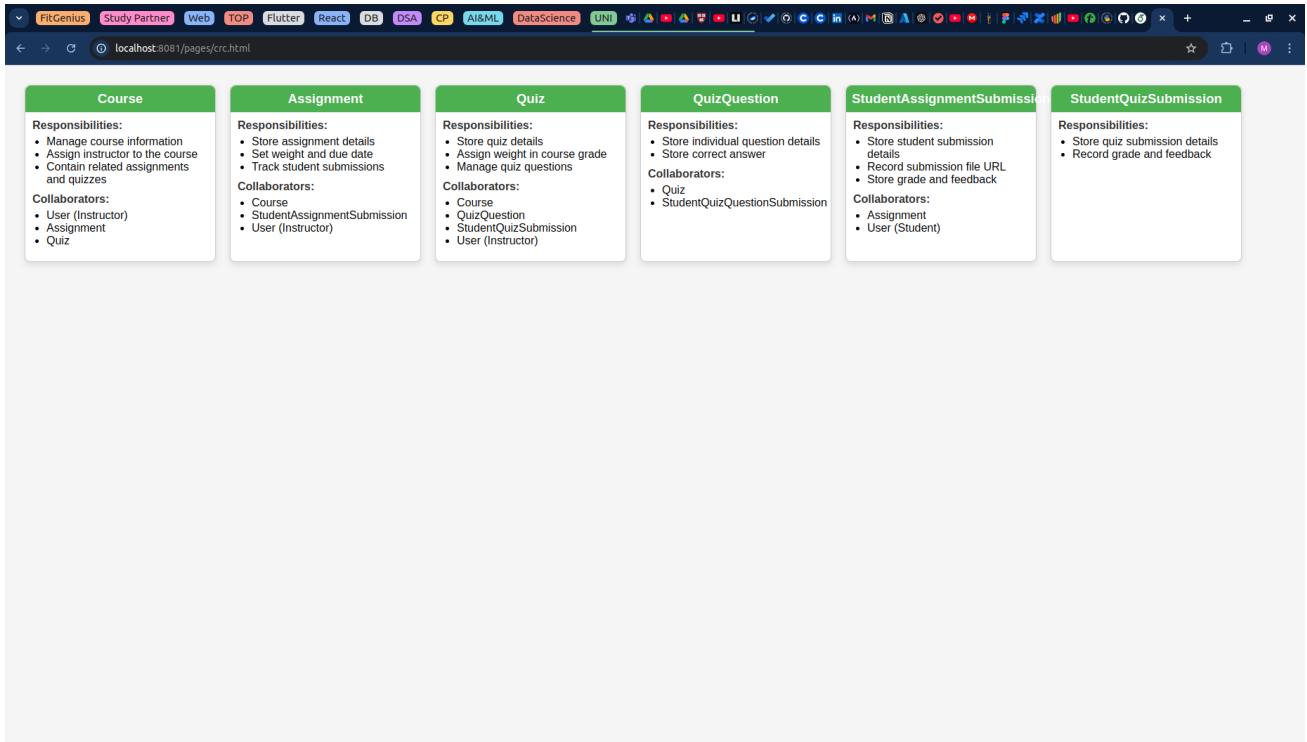 FitGenius Study Partner Web TOP Flutter React DB DSA CP AI&ML DataScience UNI
localhost:8081/pages/crc.html
M
Course
Responsibilities:
Manage course information
Assign instructor to the course
Contain related assignments
and quizzes
Collaborators:
User (Instructor)
Assignment
Quiz
Assignment
Responsibilities:
Store assignment details
Set weight and due date
Track student submissions
Collaborators:
Course
StudentAssignmentSubmission
User (Instructor)
Quiz
Responsibilities:
Store quiz details
Assign weight in course grade
Manage quiz questions
Collaborators:
Course
QuizQuestion
StudentQuizSubmission
User (Instructor)
QuizQuestion
Responsibilities:
Store individual question details
Store correct answer
Collaborators:
Quiz
StudentQuizQuestionSubmission
StudentAssignmentSubmission
Responsibilities:
Store student submission
details
Record submission file URL
Store grade and feedback
Collaborators:
Assignment
User (Student)
StudentQuizSubmission
Responsibilities:
Store quiz submission details
Record grade and feedback